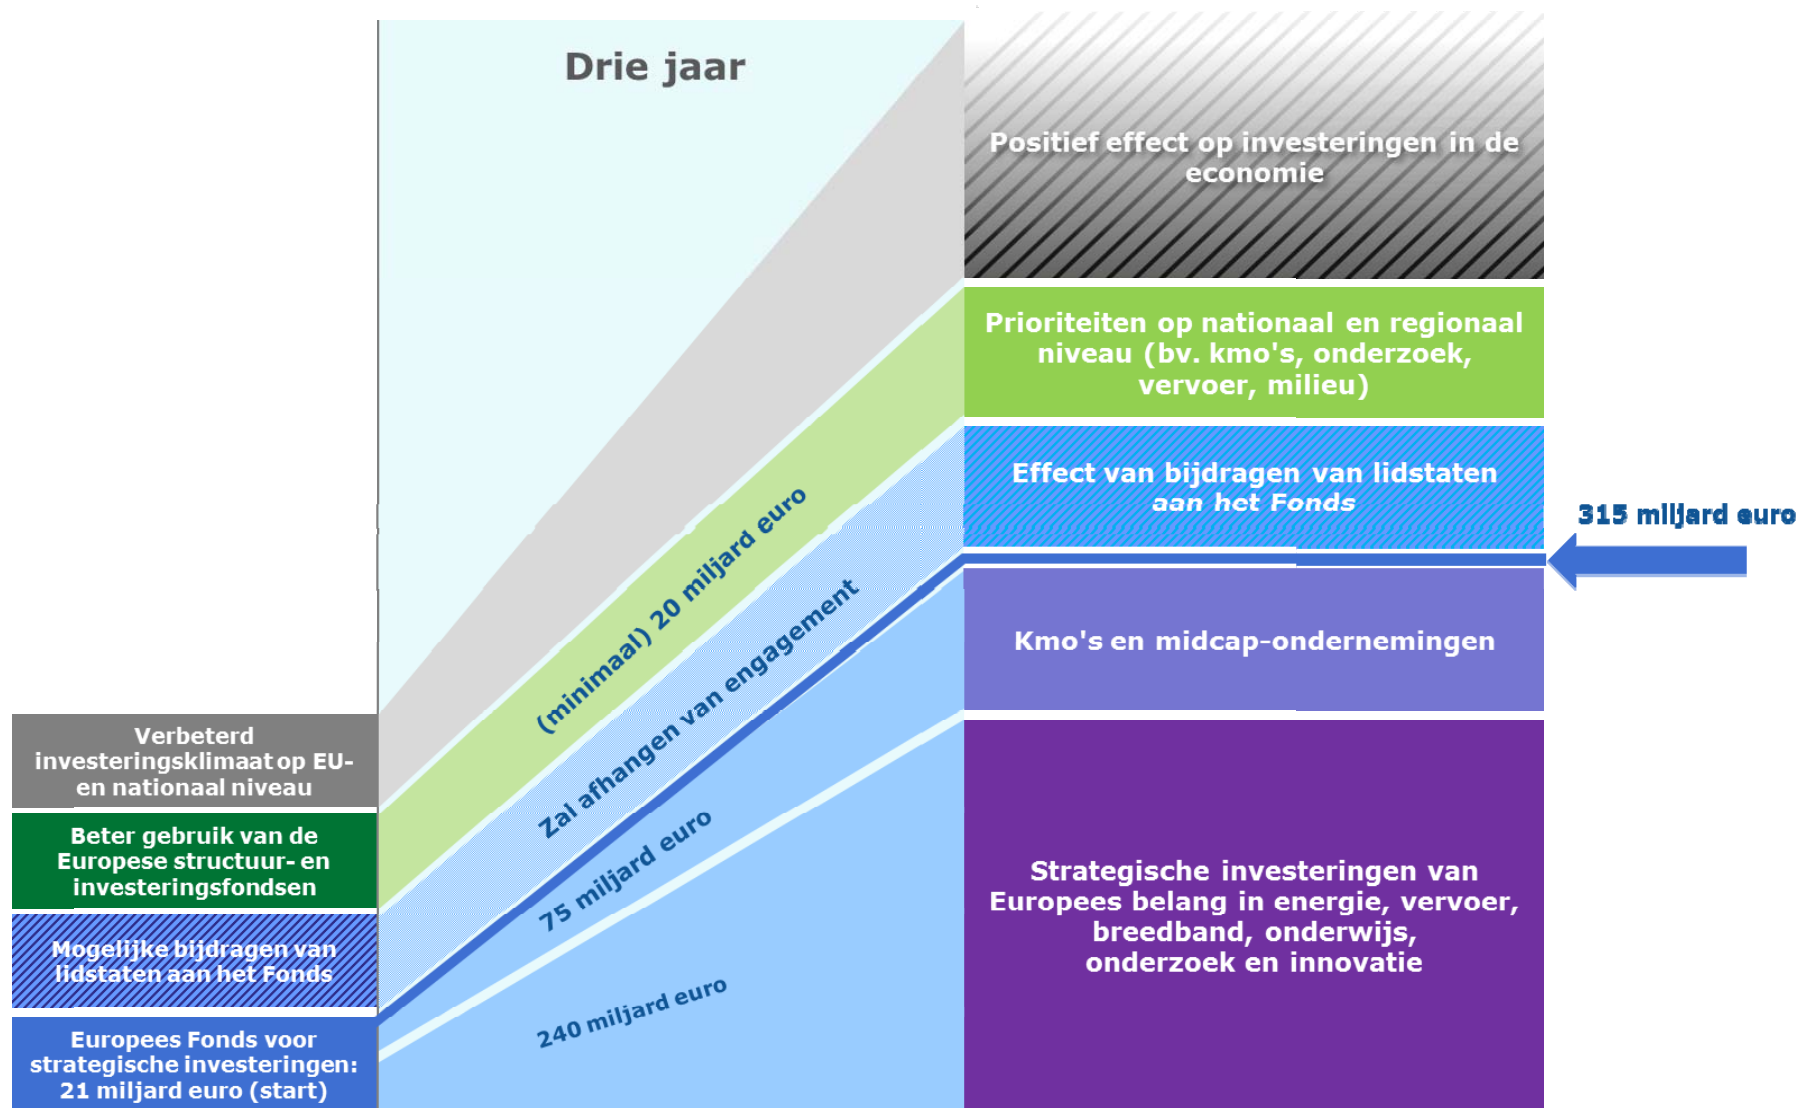 Drie jaar
Positief effect op investeringen in de
economie
Prioriteiten op nationaal en regionaal
niveau (bv. kmo's, onderzoek,
vervoer, milieu)
Effect van bijdragen van lidstaten
aan het Fonds
315 miljard euro
Kmo's en midcap-ondernemingen
Strategische investeringen van
Europees belang in energie, vervoer,
breedband, onderwijs,
onderzoek en innovatie
(minimaal) 20 miljard euro
Zal afhangen van engagement
75 miljard euro
240 miljard euro
Verbeterd
investeringsklimaat op EU-
en nationaal niveau
Beter gebruik van de
Europese structuur- en
investeringsfondsen
Mogelijke bijdragen van
lidstaten aan het Fonds
Europees Fonds voor
strategische investeringen:
21 miljard euro (start)